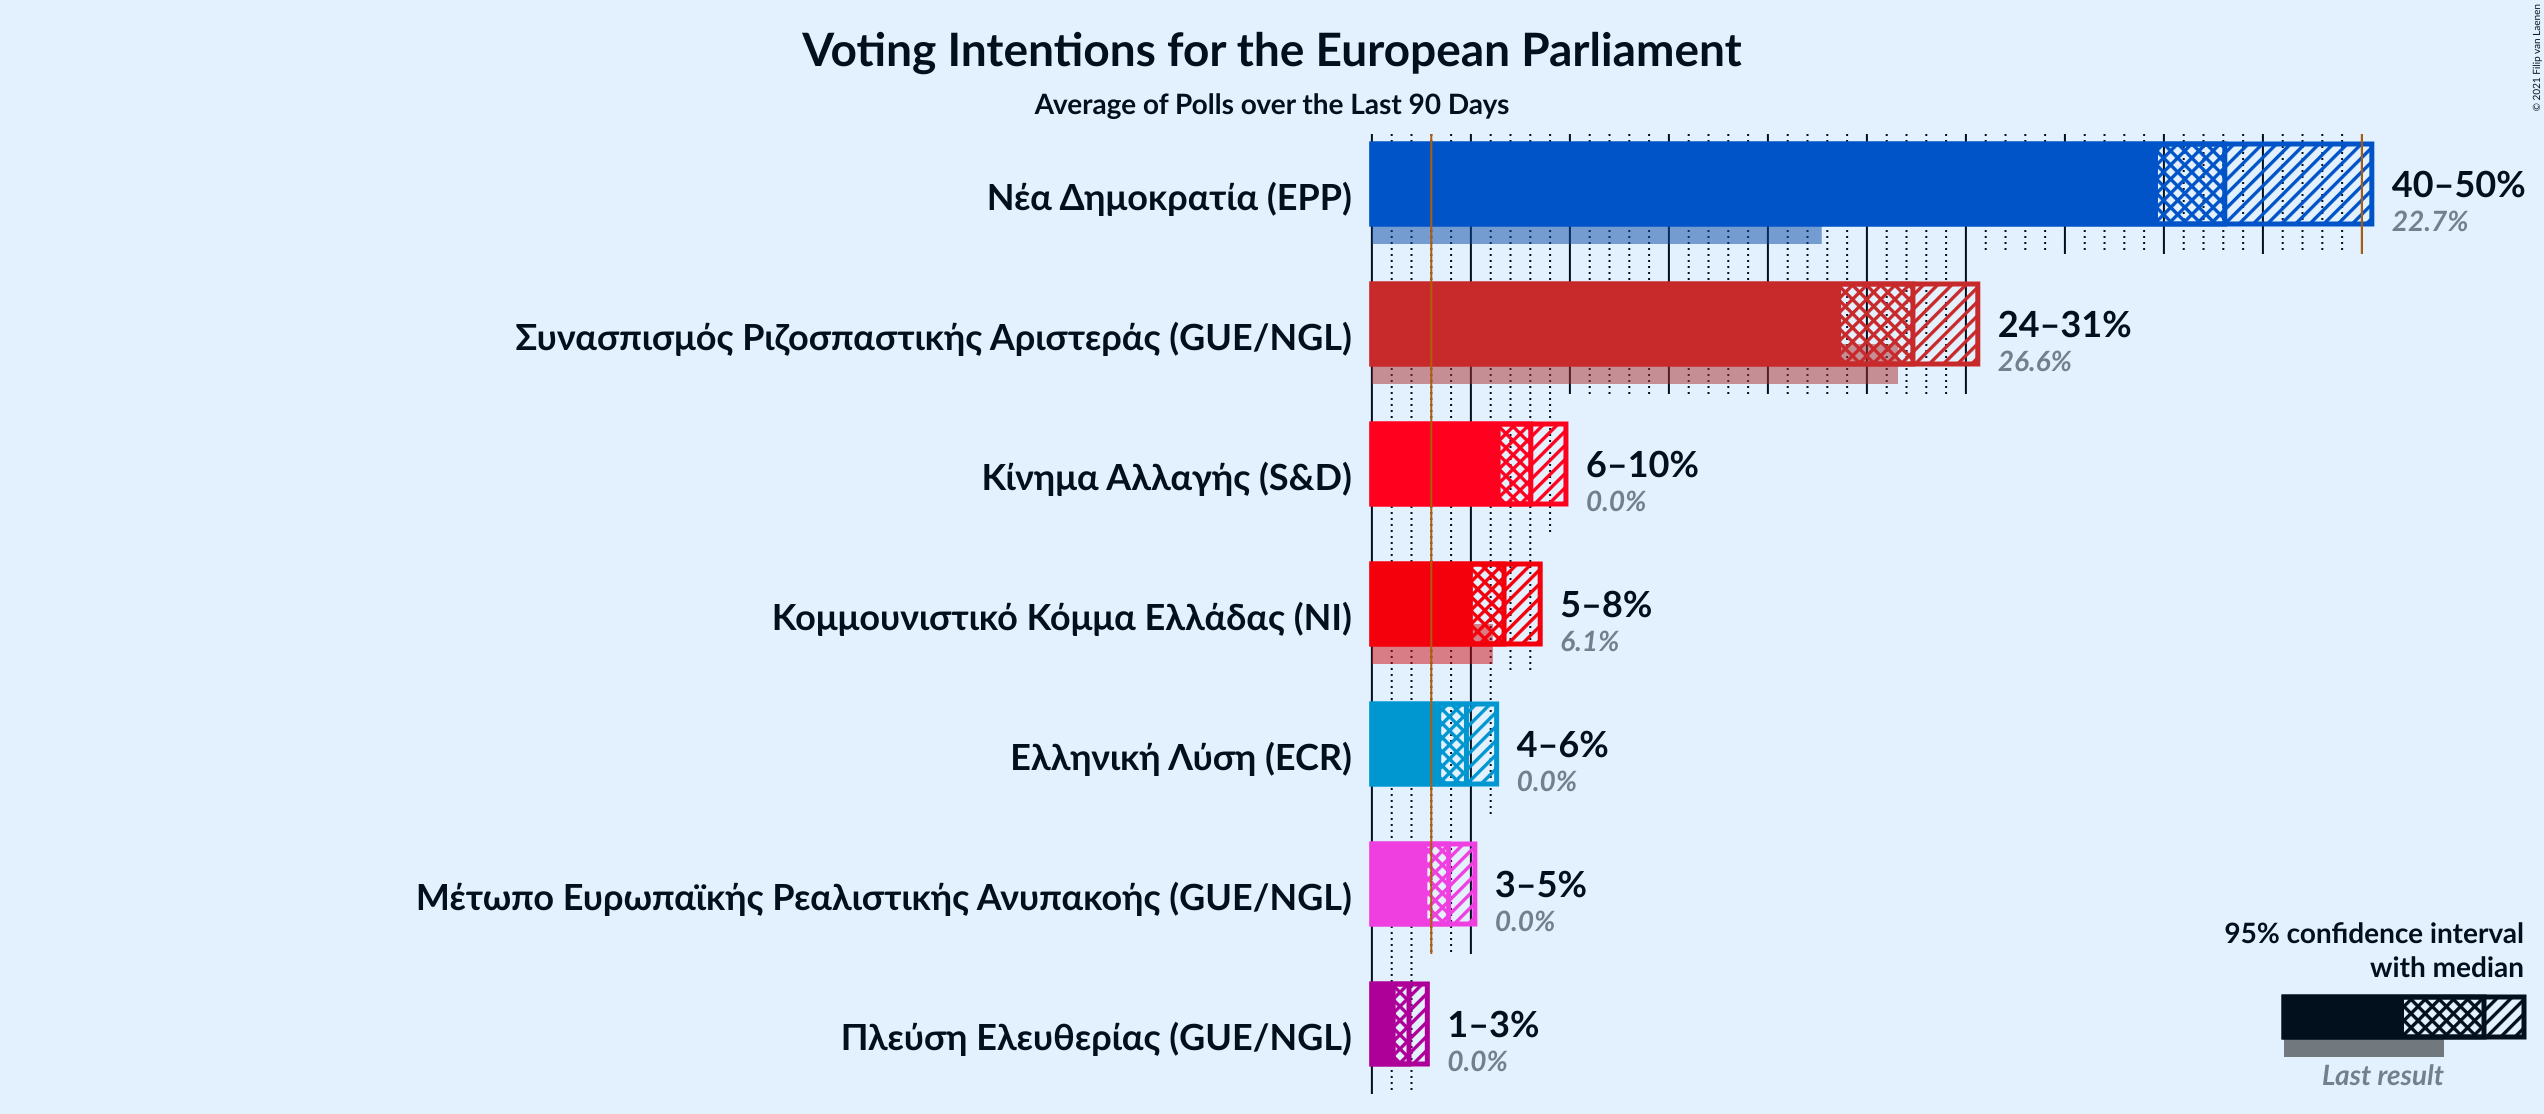 Voting Intentions for the European Parliament
Average of Polls over the Last 90 Days
© 2021 Filip van Laenen
Νέα Δημοκρατία (EPP)
40–50%
22.7%
Συνασπισμός Ριζοσπαστικής Αριστεράς (GUE/NGL)
24–31%
26.6%
Κίνημα Αλλαγής (S&D)
6–10%
0.0%
Κομμουνιστικό Κόμμα Ελλάδας (NI)
5–8%
6.1%
Ελληνική Λύση (ECR)
4–6%
0.0%
Μέτωπο Ευρωπαϊκής Ρεαλιστικής Ανυπακοής (GUE/NGL)
3–5%
0.0%
Πλεύση Ελευθερίας (GUE/NGL)
1–3%
0.0%
95% confidence interval
with median
Last result